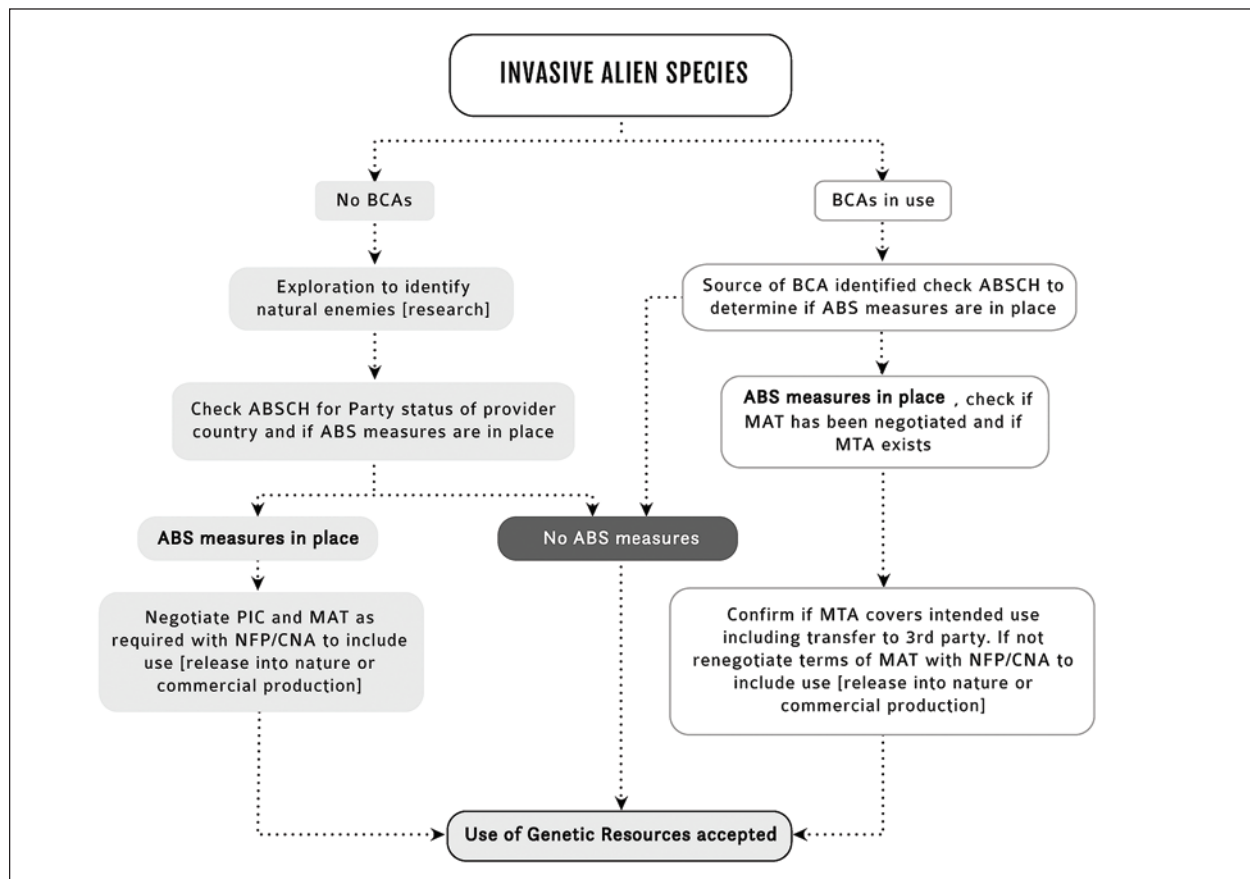 INVASIVE ALIEN SPECIES
No BCAs
BCAs in use
Exploration to identify
natural enemies [research]
Source of BCA identified check ABSCH to
determine if ABS measures are in place
Check ABSCH for Party status of provider
country and if ABS measures are in place
ABS measures in place , check if
MAT has been negotiated and if
MTA exists
ABS measures in place
No ABS measures
Negotiate PIC and MAT as
required with NFP/CNA to include
use [release into nature or
commercial production]
Confirm if MTA covers intended use
including transfer to 3rd party. If not
renegotiate terms of MAT with NFP/CNA to
include use [release into nature or
commercial production]
Use of Genetic Resources accepted